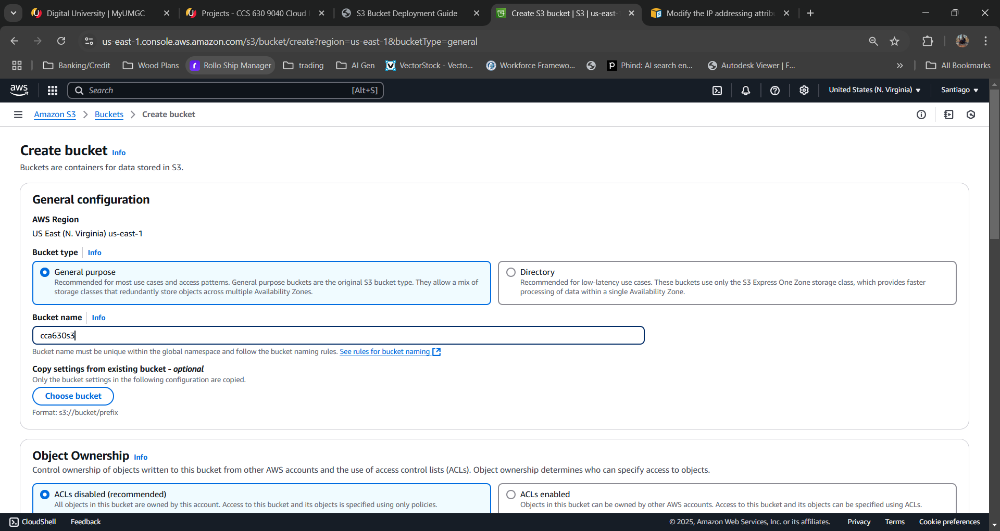 Digital University | MyUMGC
Projects - CCS 630 9040 Cloud
S3 Bucket Deployment Guide
Create S3 bucket | S3 | us-east-
Modify the IP addressing attrib
us-east-1.console.aws.amazon.com/s3/bucket/create?region=us-east-1&bucketType=general
Banking/Credit
Wood Plans
Rollo Ship Manager
trading
AI Gen
VectorStock - Vecto...
Workforce Framewo...
Phind: AI search en...
Autodesk Viewer | F...
All Bookmarks
aws
Search
[Alt+S]
United States (N. Virginia)
Santiago
Amazon S3
Buckets
Create bucket
Create bucket Info
Buckets are containers for data stored in S3.
General configuration
AWS Region
US East (N. Virginia) us-east-1
Bucket type Info
General purpose
Recommended for most use cases and access patterns. General purpose buckets are the original S3 bucket type. They allow a mix of
storage classes that redundantly store objects across multiple Availability Zones.
Directory
Recommended for low-latency use cases. These buckets use only the S3 Express One Zone storage class, which provides faster
processing of data within a single Availability Zone.
Bucket name Info
cca630s3
Bucket name must be unique within the global namespace and follow the bucket naming rules. See rules for bucket naming
Copy settings from existing bucket - optional
Only the bucket settings in the following configuration are copied.
Choose bucket
Format: s3://bucket/prefix
Object Ownership Info
Control ownership of objects written to this bucket from other AWS accounts and the use of access control lists (ACLs). Object ownership determines who can specify access to objects.
ACLs disabled (recommended)
All objects in this bucket are owned by this account. Access to this bucket and its objects is specified using only policies.
ACLs enabled
Objects in this bucket can be owned by other AWS accounts. Access to this bucket and its objects can be specified using ACLs.
CloudShell
Feedback
© 2025, Amazon Web Services, Inc. or its affiliates.
Privacy
Terms
Cookie preferences